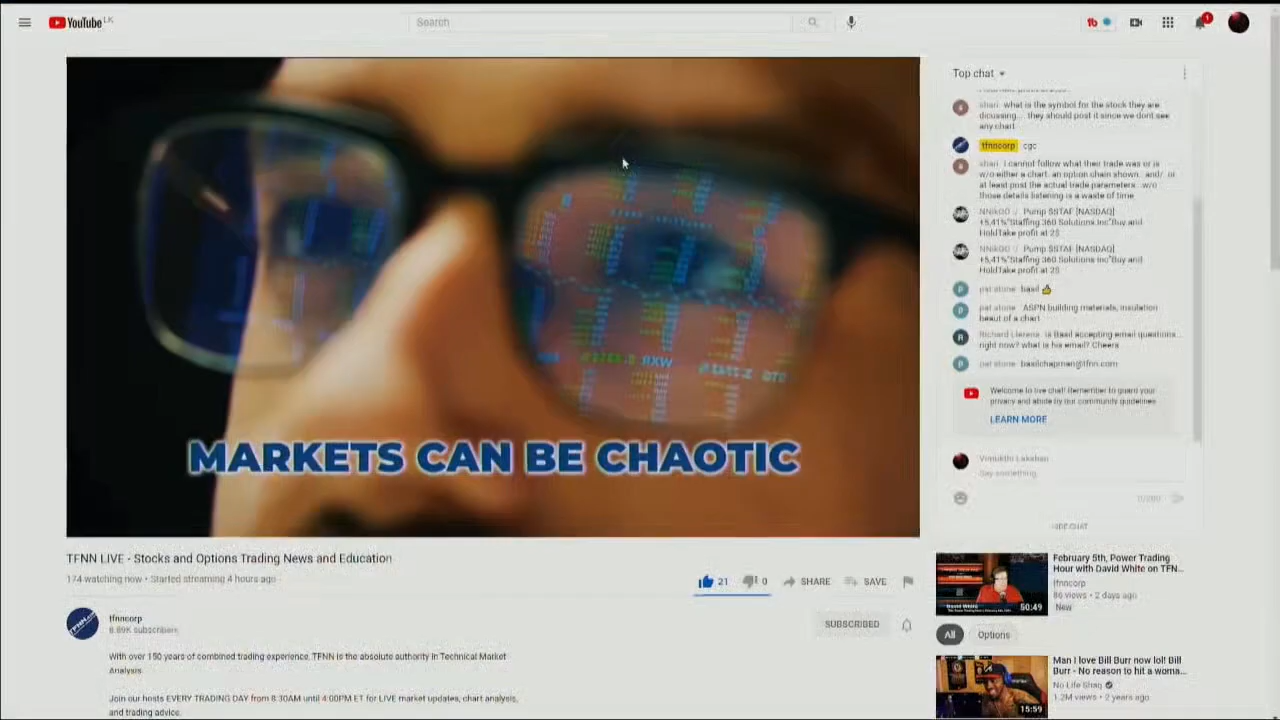 YouTube LK
Search
1
Top chat
shari what is the symbol for the stock they are
dicussing... they should post it since we dont see
any chart
tfnncorp cgc
shari I cannot follow what their trade was or is
w/o either a chart. an option chain shown. and/ or
at least post the actual trade parameters...w/o
those details listening is a waste of time
Pump $STAF [NASDAQ]
+5,41%"Staffing 360 Solutions Inc"Buy and
HoldTake profit at 2$
Pump $STAF [NASDAQ]
+5,41%"Staffing 360 Solutions Inc"Buy and
HoldTake profit at 2$
pat stone basil 👍
pat stone ASPN building materials, insulation
beaut of a chart
Richard Llerena is Basil accepting email questions...
right now? what is his email? Cheers
pat stone basilchapman@tfnn.com
Welcome to live chat! Remember to guard your
privacy and abide by our community guidelines.
LEARN MORE
Say something...
HIDE CHAT
MARKETS CAN BE CHAOTIC
TFNN LIVE - Stocks and Options Trading News and Education
174 watching now • Started streaming 4 hours ago
21
0
SHARE
SAVE
tfnncorp
8.89K subscribers
SUBSCRIBED
With over 150 years of combined trading experience, TFNN is the absolute authority in Technical Market
Analysis.
Join our hosts EVERY TRADING DAY from 8:30AM until 4:00PM ET for LIVE market updates, chart analysis,
and trading advice.
50:49
February 5th, Power Trading
Hour with David White on TFN...
tfnncorp
86 views • 2 days ago
New
All
Options
15:59
Man I love Bill Burr now lol! Bill
Burr - No reason to hit a woma...
No Life Shaq
1.2M views • 2 years ago